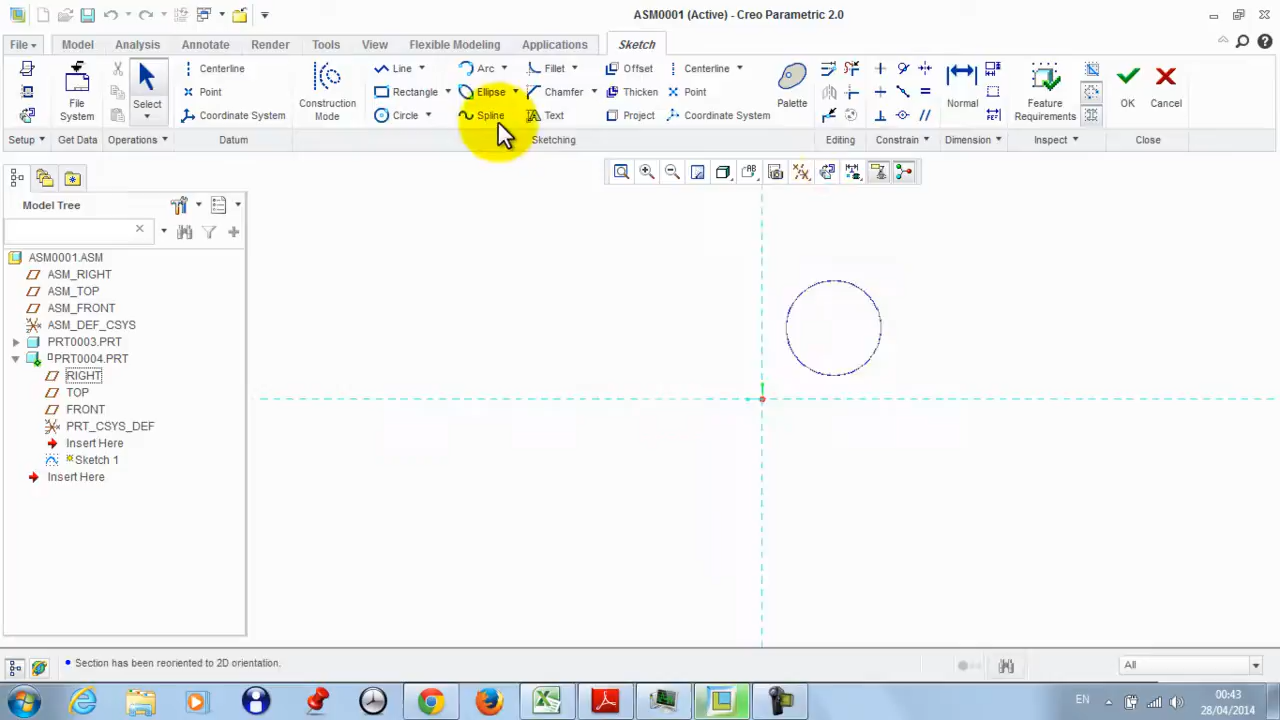 ASM0001 (Active) - Creo Parametric 2.0
File Model Analysis Annotate Render Tools View Flexible Modeling Applications Sketch
File System
Select
Centerline
Point
Coordinate System
Construction Mode
Line
Rectangle
Circle
Arc
Ellipse
Spline
Fillet
Chamfer
Text
Offset
Thicken
Project
Centerline
Point
Coordinate System
Palette
Normal
Feature Requirements
OK
Cancel
Setup Get Data Operations Datum Sketching Editing Constrain Dimension Inspect Close
Model Tree
ASM0001.ASM
ASM_RIGHT
ASM_TOP
ASM_FRONT
ASM_DEF_CSYS
PRT0003.PRT
PRT0004.PRT
RIGHT
TOP
FRONT
PRT_CSYS_DEF
Insert Here
Sketch 1
Insert Here
Section has been reoriented to 2D orientation.
All
EN
00:43
28/04/2014